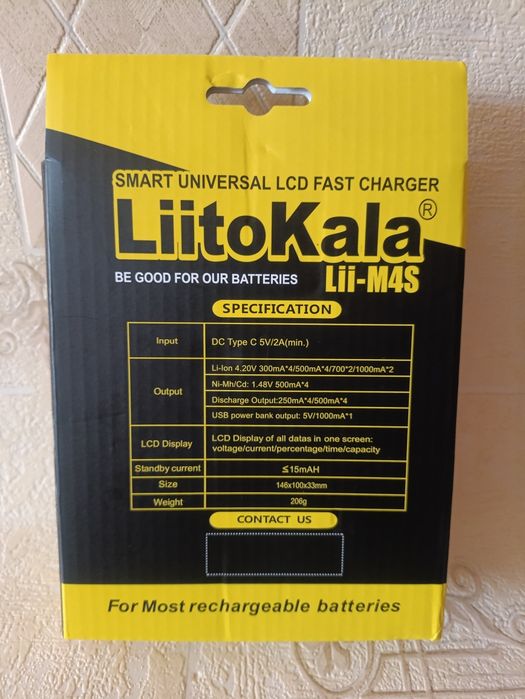 SMART UNIVERSAL LCD FAST CHARGER
LiitoKala®
BE GOOD FOR OUR BATTERIES
Lii-M4S
SPECIFICATION
Input DC Type C 5V/2A(min.)
Output
Li-Ion 4.20V 300mA*4/500mA*4/700*2/1000mA*2
Ni-Mh/Cd: 1.48V 500mA*4
Discharge Output:250mA*4/500mA*4
USB power bank output: 5V/1000mA*1
LCD Display
LCD Display of all datas in one screen:
voltage/current/percentage/time/capacity
Standby current ≦15mAH
Size 146x100x33mm
Weight 206g
CONTACT US
For Most rechargeable batteries